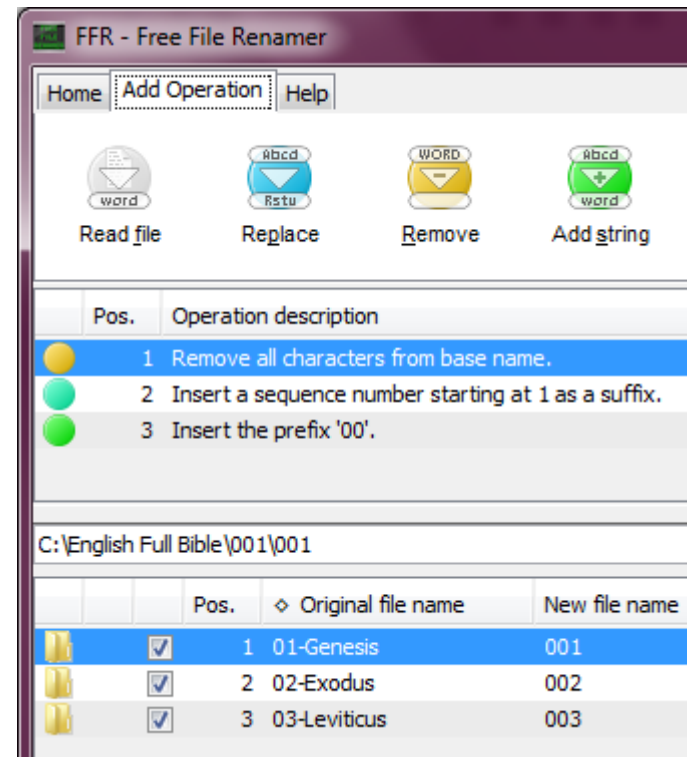 FFR - Free File Renamer
Home Add Operation Help
Abcd WORD Abcd
word Rstu word
Read file Replace Remove Add string
Pos. Operation description
1 Remove all characters from base name.
2 Insert a sequence number starting at 1 as a suffix.
3 Insert the prefix '00'.
C:\English Full Bible\001\001
Pos. Original file name New file name
1 01-Genesis 001
2 02-Exodus 002
3 03-Leviticus 003